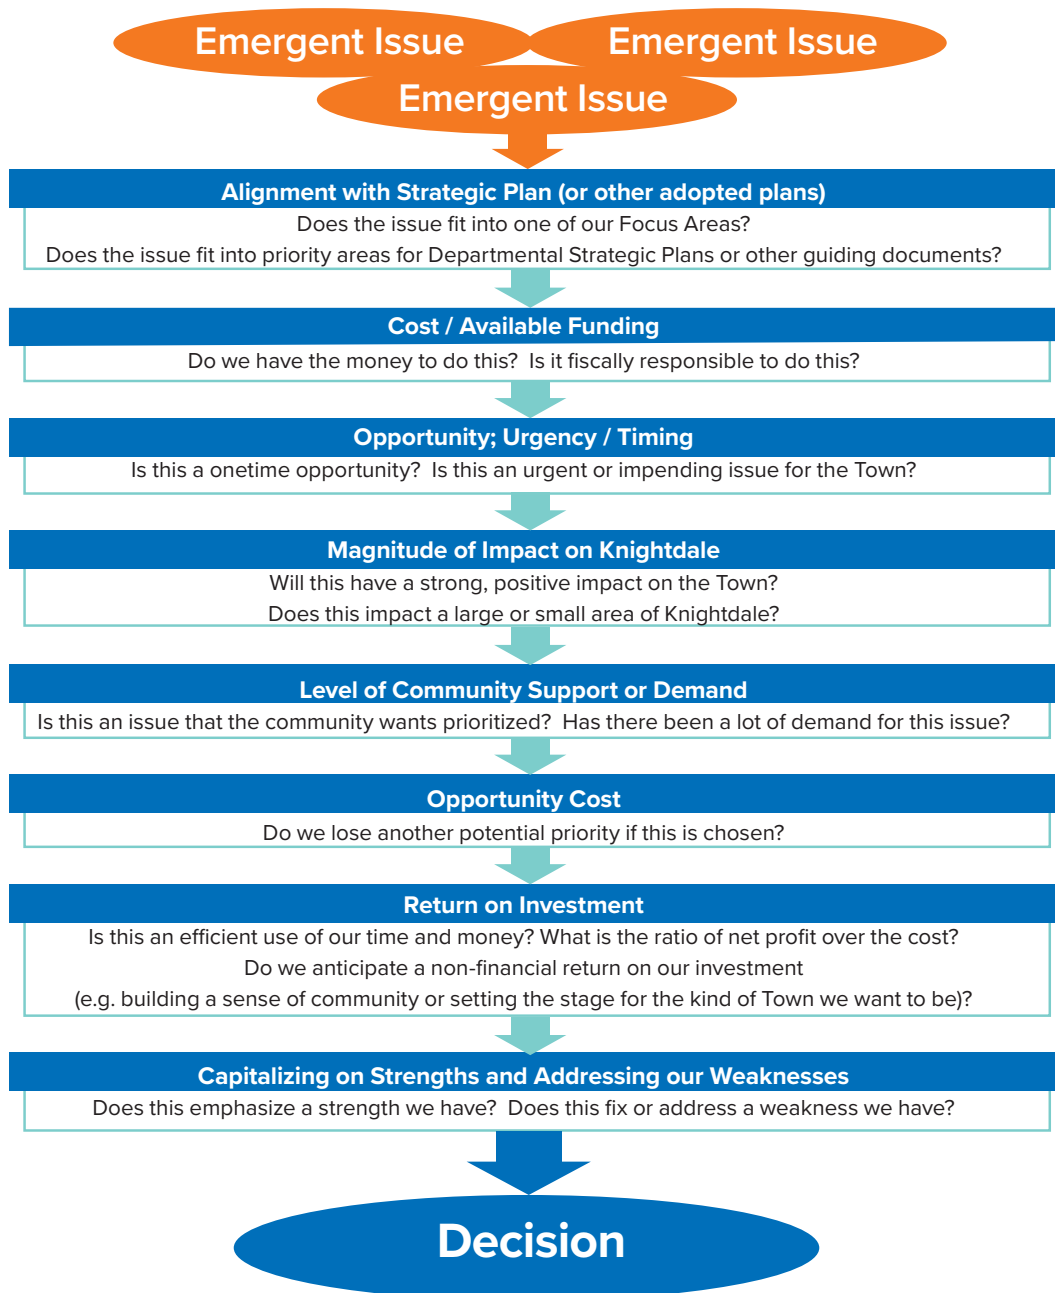 Emergent Issue
Emergent Issue
Emergent Issue
Alignment with Strategic Plan (or other adopted plans)
Does the issue fit into one of our Focus Areas?
Does the issue fit into priority areas for Departmental Strategic Plans or other guiding documents?
Cost / Available Funding
Do we have the money to do this?  Is it fiscally responsible to do this?
Opportunity; Urgency / Timing
Is this a onetime opportunity?  Is this an urgent or impending issue for the Town?
Magnitude of Impact on Knightdale
Will this have a strong, positive impact on the Town?
Does this impact a large or small area of Knightdale?
Level of Community Support or Demand
Is this an issue that the community wants prioritized?  Has there been a lot of demand for this issue?
Opportunity Cost
Do we lose another potential priority if this is chosen?
Return on Investment
Is this an efficient use of our time and money? What is the ratio of net profit over the cost?
Do we anticipate a non-financial return on our investment
(e.g. building a sense of community or setting the stage for the kind of Town we want to be)?
Capitalizing on Strengths and Addressing our Weaknesses
Does this emphasize a strength we have?  Does this fix or address a weakness we have?
Decision